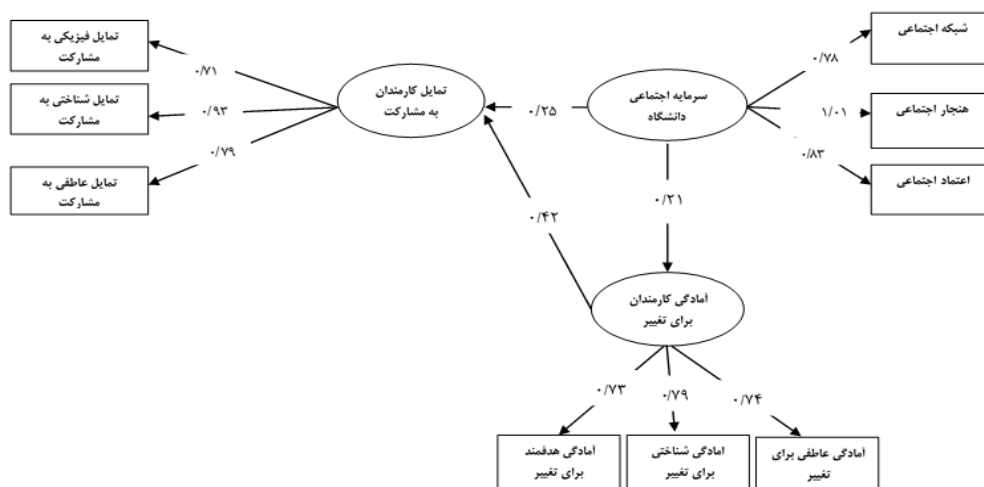 شبکه اجتماعی
۰/۷۸
هنجار اجتماعی
۱/۰۱
اعتماد اجتماعی
۰/۸۳
سرمایه اجتماعی
دانشگاه
۰/۲۵
۰/۲۱
تمایل کارمندان
به مشارکت
۰/۴۲
تمایل فیزیکی به
مشارکت
۰/۷۱
تمایل شناختی به
مشارکت
۰/۹۳
تمایل عاطفی به
مشارکت
۰/۷۹
آمادگی کارمندان
برای تغییر
۰/۷۴
۰/۷۹
۰/۷۳
آمادگی عاطفی برای
تغییر
امادگی شناختی
برای تغییر
آمادگی هدفمند
برای تغییر